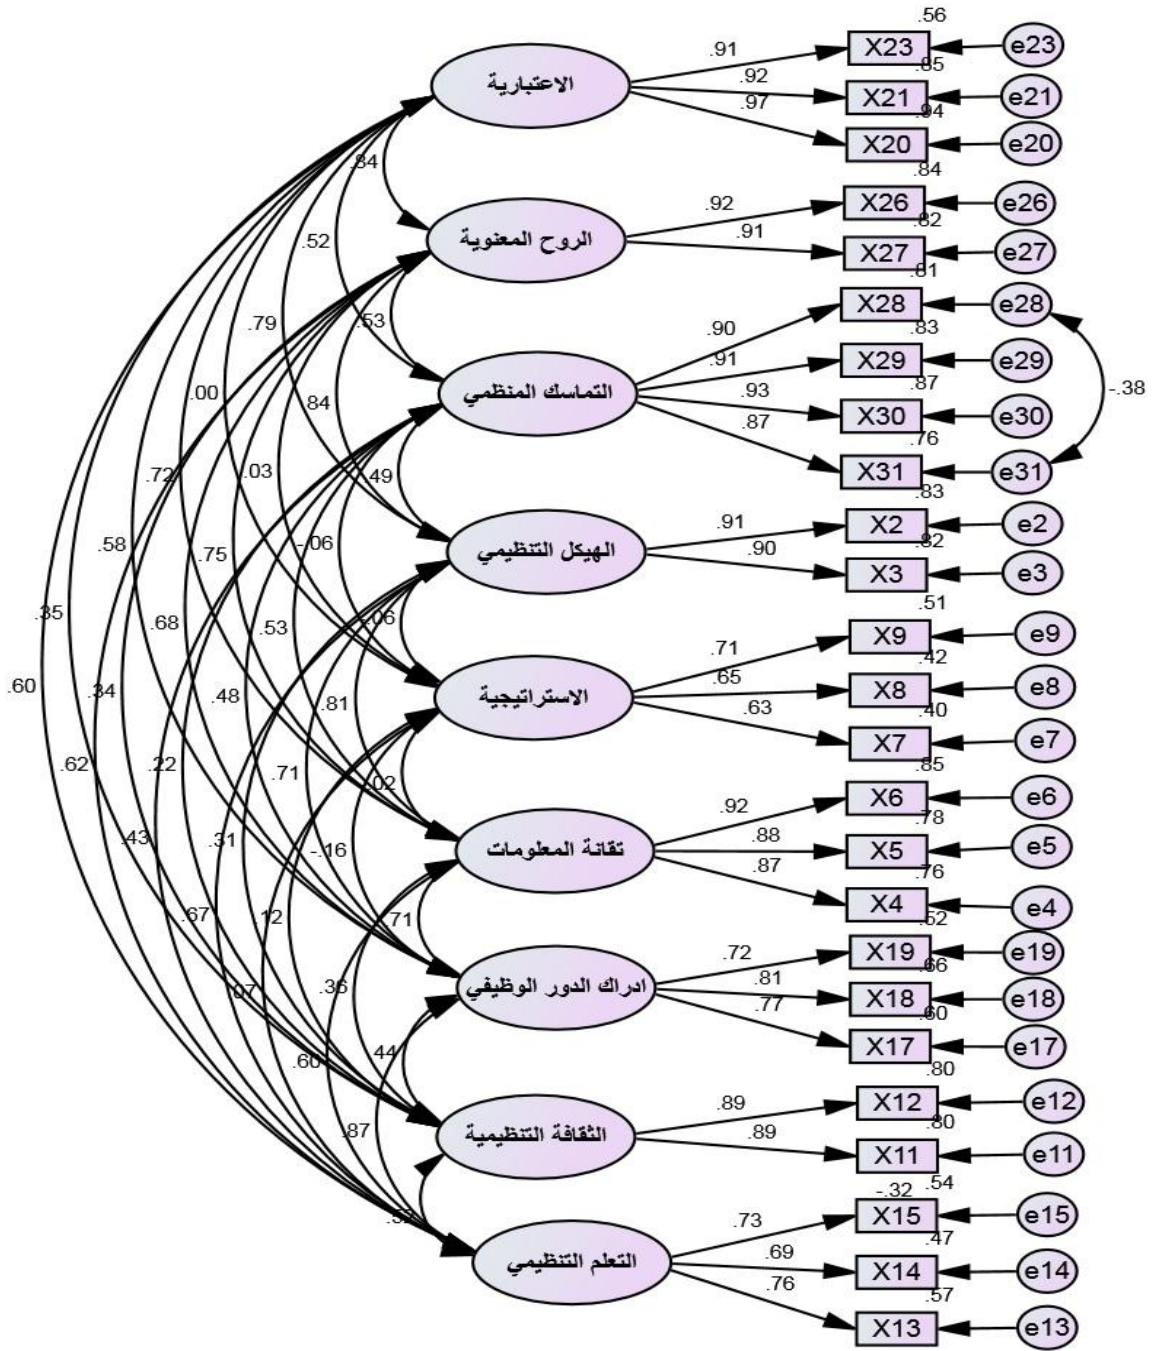 .56
.91 X23 e23
.85
الاعتبارية .92 X21 e21
.94
.97 X20 e20
.84
.84
.92 X26 e26
.82
الروح المعنوية .91 X27 e27
.52
.81
X28 e28
.79 .53 .90 .83
.91 X29 e29
.87 -.38
التماسك المنظمي .93 X30 e30
.00 .84 .87 .76
X31 e31
.72 .03 .49 .83
.91 X2 e2
.82
.58 .75 -.06 الهيكل التنظيمي .90 X3 e3
.51
.35 .68 .53 .06
.71 X9 e9
.42
.60 .34 .48 .81 الاستراتيجية .65 X8 e8
.40
.63 X7 e7
.85
.62 .22 .71 .02
.92 X6 e6
.78
.43 .31 -.16 تقانة المعلومات .88 X5 e5
.76
.87 X4 e4
.52
.67 .12 .71
.72 X19 e19
.66
.07 .36 ادراك الدور الوظيفي .81 X18 e18
.60
.77 X17 e17
.80
.60 .44
.89 X12 e12
.80
.87 الثقافة التنظيمية .89 X11 e11
-.32 .54
.52 .73 X15 e15
.47
التعلم التنظيمي .69 X14 e14
.57
.76 X13 e13